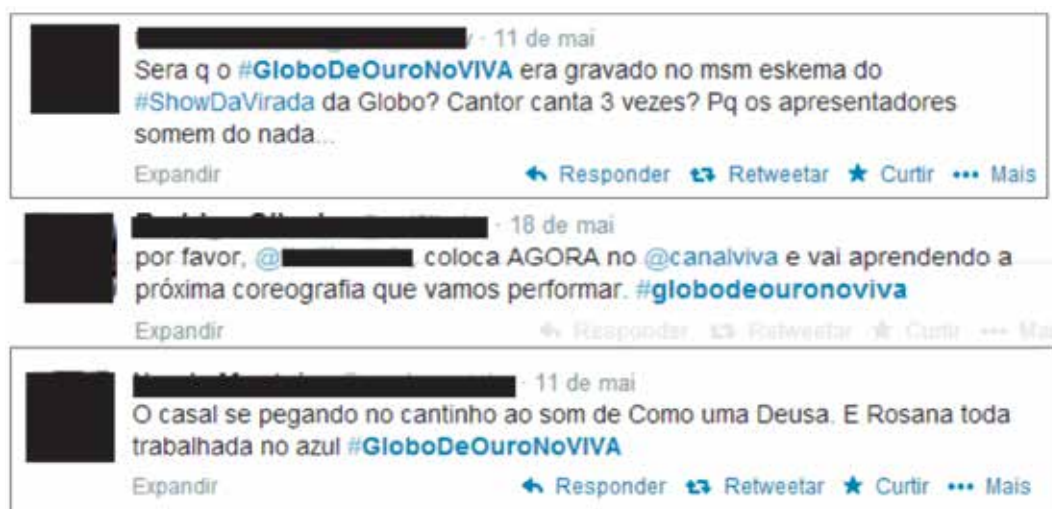 · 11 de mai
Sera q o #GloboDeOuroNoVIVA era gravado no msm eskema do
#ShowDaVirada da Globo? Cantor canta 3 vezes? Pq os apresentadores
somem do nada...
Expandir Responder Retweetar Curtir Mais
· 18 de mai
por favor, @ , coloca AGORA no @canalviva e vai aprendendo a
próxima coreografia que vamos performar. #globodeouronoviva
Expandir Responder Retweetar Curtir Mai
· 11 de mai
O casal se pegando no cantinho ao som de Como uma Deusa. E Rosana toda
trabalhada no azul #GloboDeOuroNoVIVA
Expandir Responder Retweetar Curtir Mais